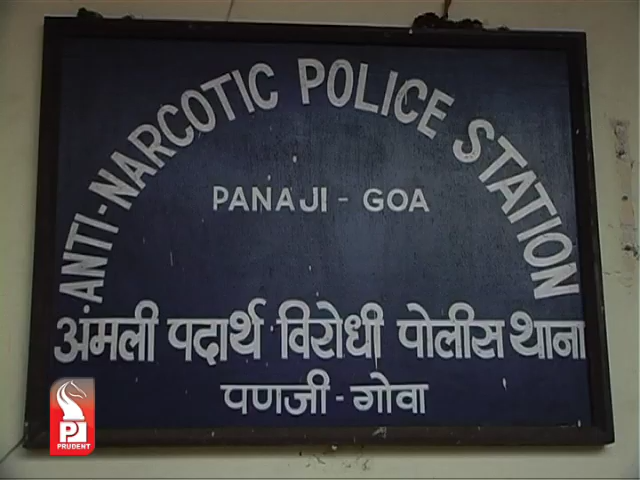 ANTI-NARCOTIC POLICE STATION
PANAJI - GOA
अंमली पदार्थ विरोधी पोलीस थाना
पणजी - गोवा
PRUDENT